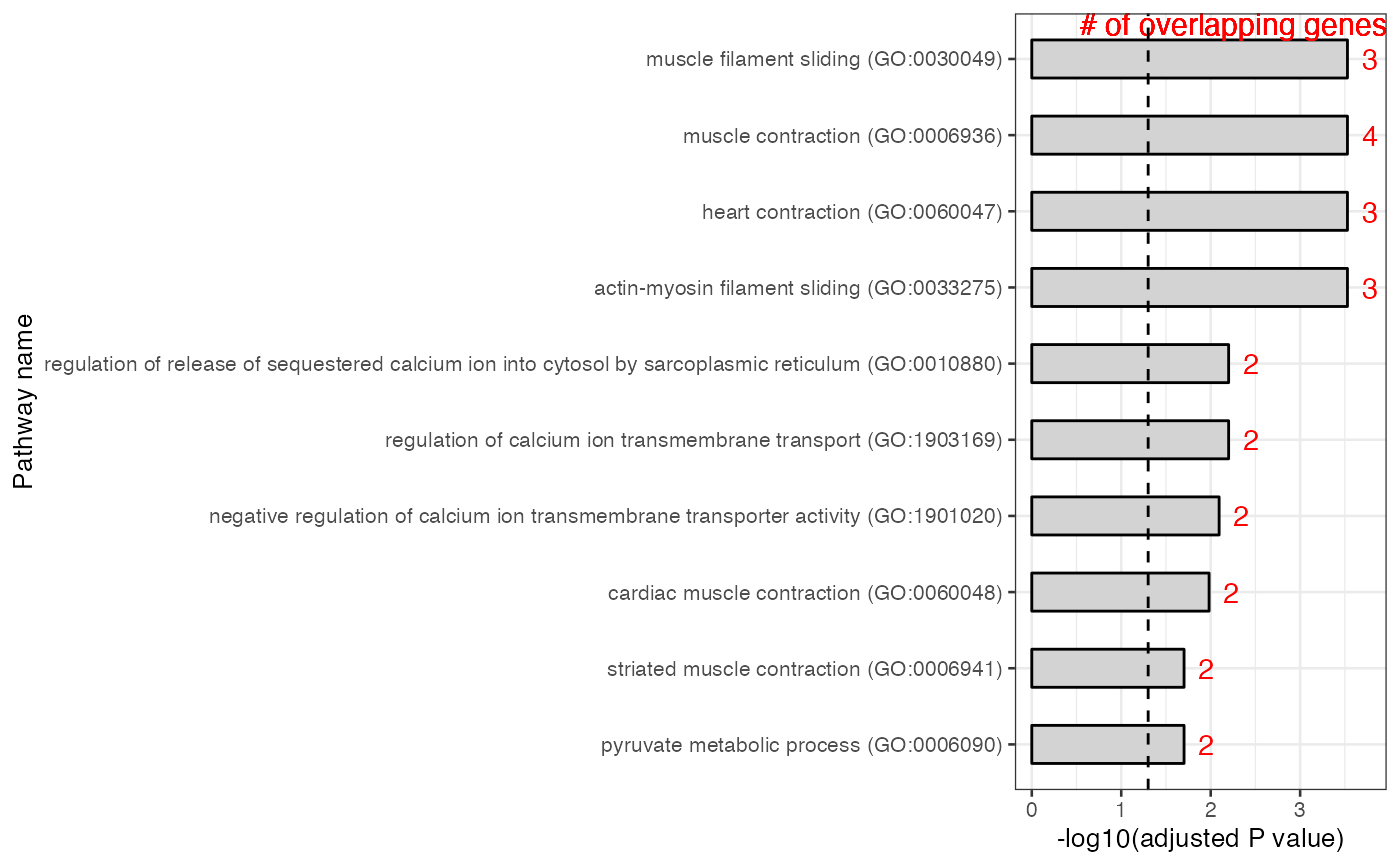 # of overlapping genes
muscle filament sliding (GO:0030049) 3
muscle contraction (GO:0006936) 4
heart contraction (GO:0060047) 3
actin-myosin filament sliding (GO:0033275) 3
Pathway name
regulation of release of sequestered calcium ion into cytosol by sarcoplasmic reticulum (GO:0010880) 2
regulation of calcium ion transmembrane transport (GO:1903169) 2
negative regulation of calcium ion transmembrane transporter activity (GO:1901020) 2
cardiac muscle contraction (GO:0060048) 2
striated muscle contraction (GO:0006941) 2
pyruvate metabolic process (GO:0006090) 2
0 1 2 3
-log10(adjusted P value)